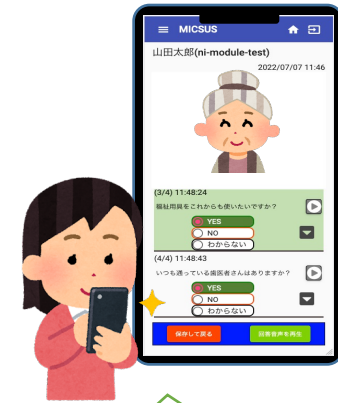 MICSUS
山田太郎(ni-module-test)
2022/07/07 11:46
(3/4) 11:48:24
福祉用具をこれからも使いたいですか？
YES
NO
わからない
(4/4) 11:48:43
いつも通っている歯医者さんはありますか？
YES
NO
わからない
保存して戻る 回答音声を再生